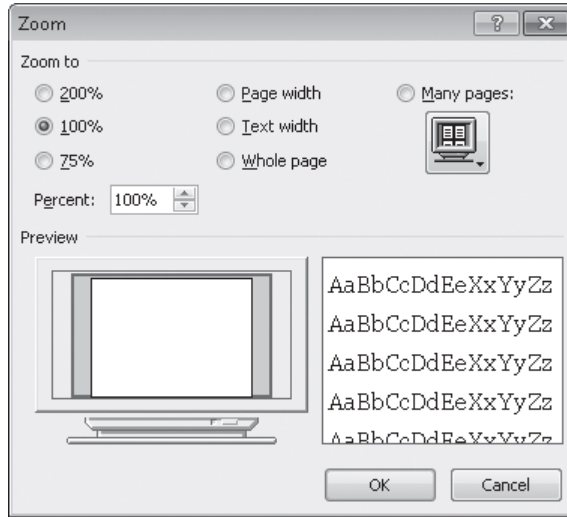 Zoom
Zoom to
200%
Page width
Many pages:
100%
Text width
75%
Whole page
Percent: 100%
Preview
AaBbCcDdEeXxYyZz
AaBbCcDdEeXxYyZz
AaBbCcDdEeXxYyZz
AaBbCcDdEeXxYyZz
AaBbCcDdEeXxYyZz
OK
Cancel